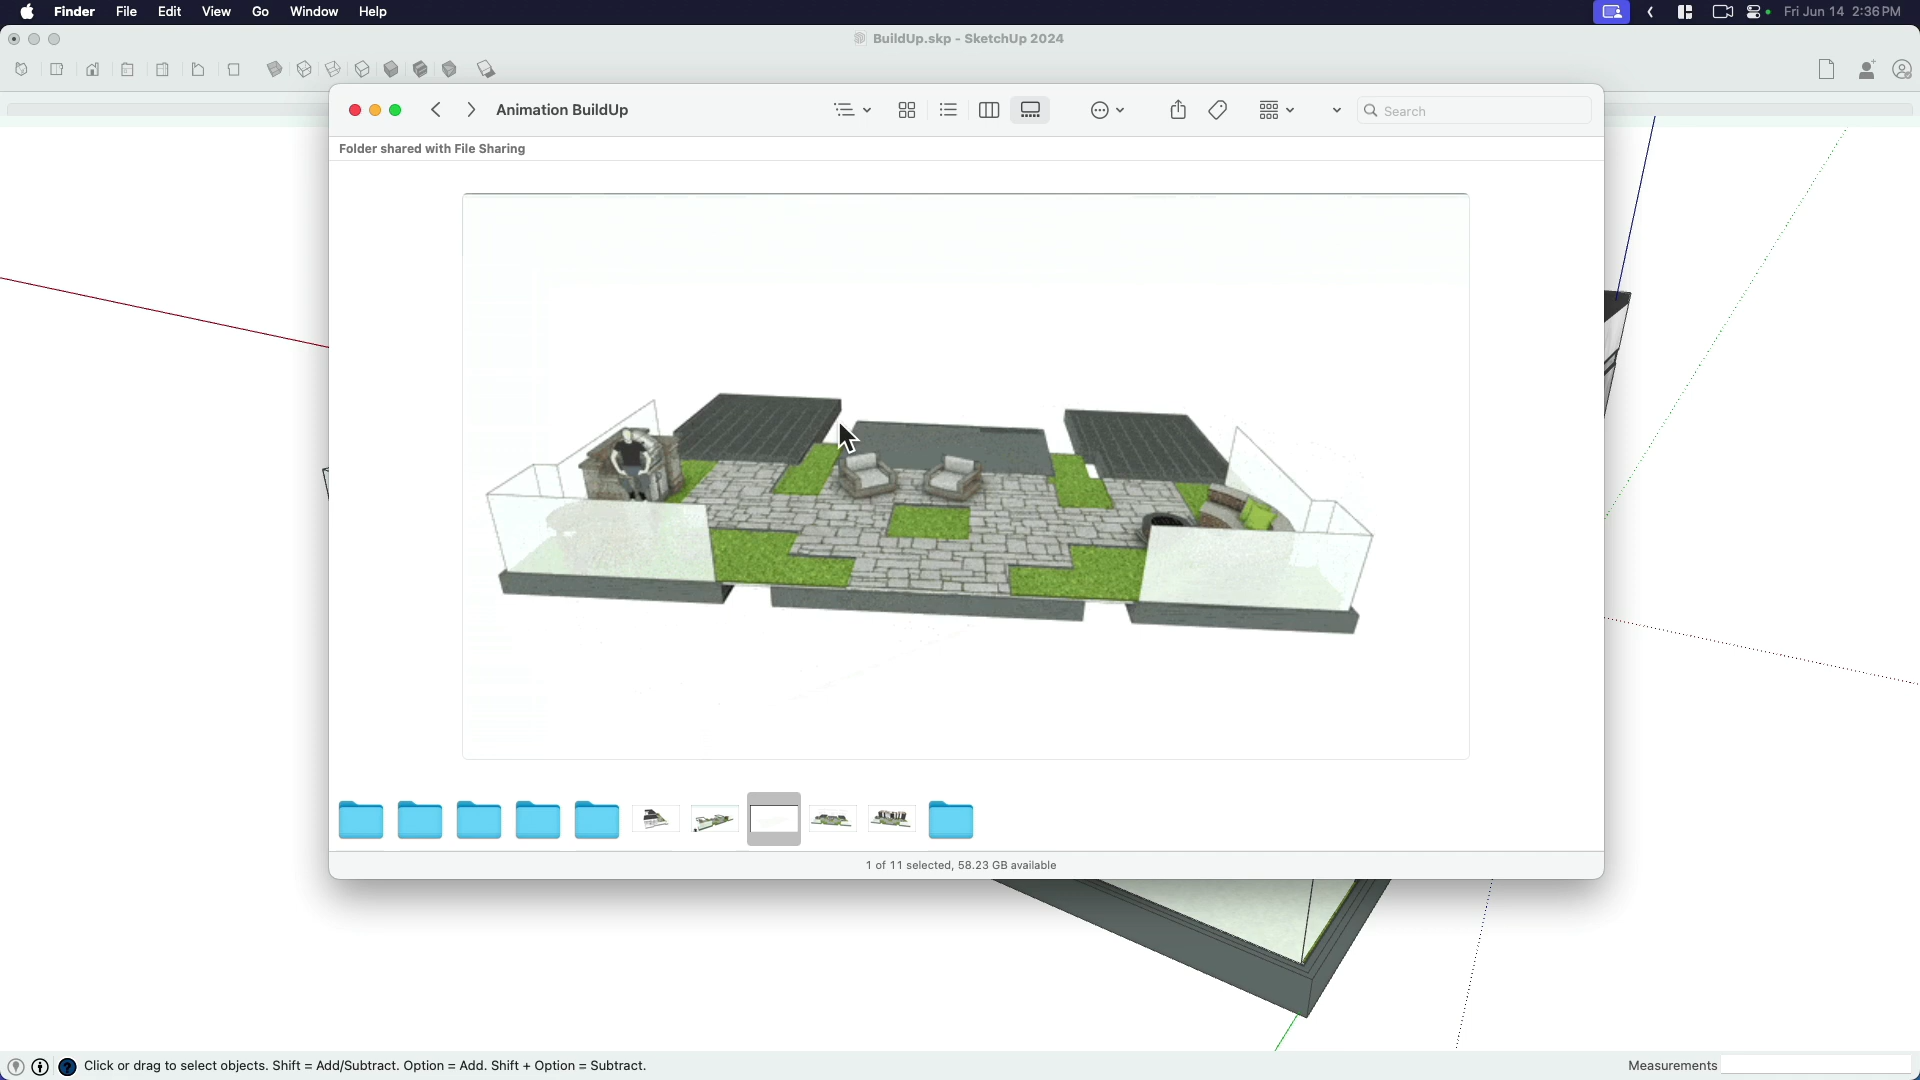 Finder File Edit View Go Window Help Fri Jun 14 2:36 PM
BuildUp.skp - SketchUp 2024
Animation BuildUp Search
Folder shared with File Sharing
1 of 11 selected, 58.23 GB available
Click or drag to select objects. Shift = Add/Subtract. Option = Add. Shift + Option = Subtract. Measurements